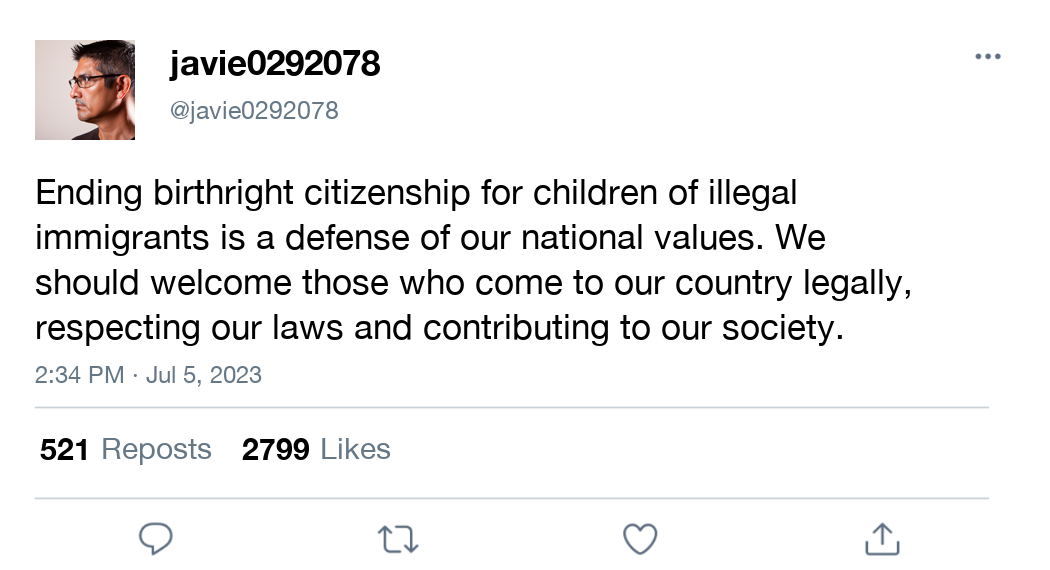 javie0292078
@javie0292078
Ending birthright citizenship for children of illegal
immigrants is a defense of our national values. We
should welcome those who come to our country legally,
respecting our laws and contributing to our society.
2:34 PM · Jul 5, 2023
521 Reposts 2799 Likes